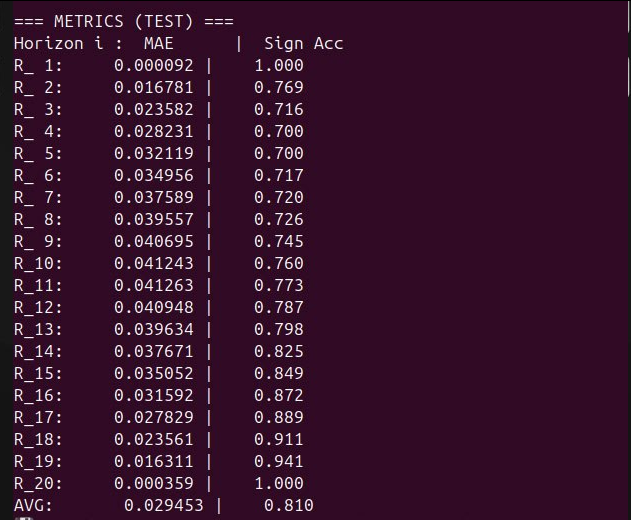 === METRICS (TEST) ===
Horizon i :  MAE      |  Sign Acc
R_ 1:     0.000092 |    1.000
R_ 2:     0.016781 |    0.769
R_ 3:     0.023582 |    0.716
R_ 4:     0.028231 |    0.700
R_ 5:     0.032119 |    0.700
R_ 6:     0.034956 |    0.717
R_ 7:     0.037589 |    0.720
R_ 8:     0.039557 |    0.726
R_ 9:     0.040695 |    0.745
R_10:     0.041243 |    0.760
R_11:     0.041263 |    0.773
R_12:     0.040948 |    0.787
R_13:     0.039634 |    0.798
R_14:     0.037671 |    0.825
R_15:     0.035052 |    0.849
R_16:     0.031592 |    0.872
R_17:     0.027829 |    0.889
R_18:     0.023561 |    0.911
R_19:     0.016311 |    0.941
R_20:     0.000359 |    1.000
AVG:       0.029453 |    0.810